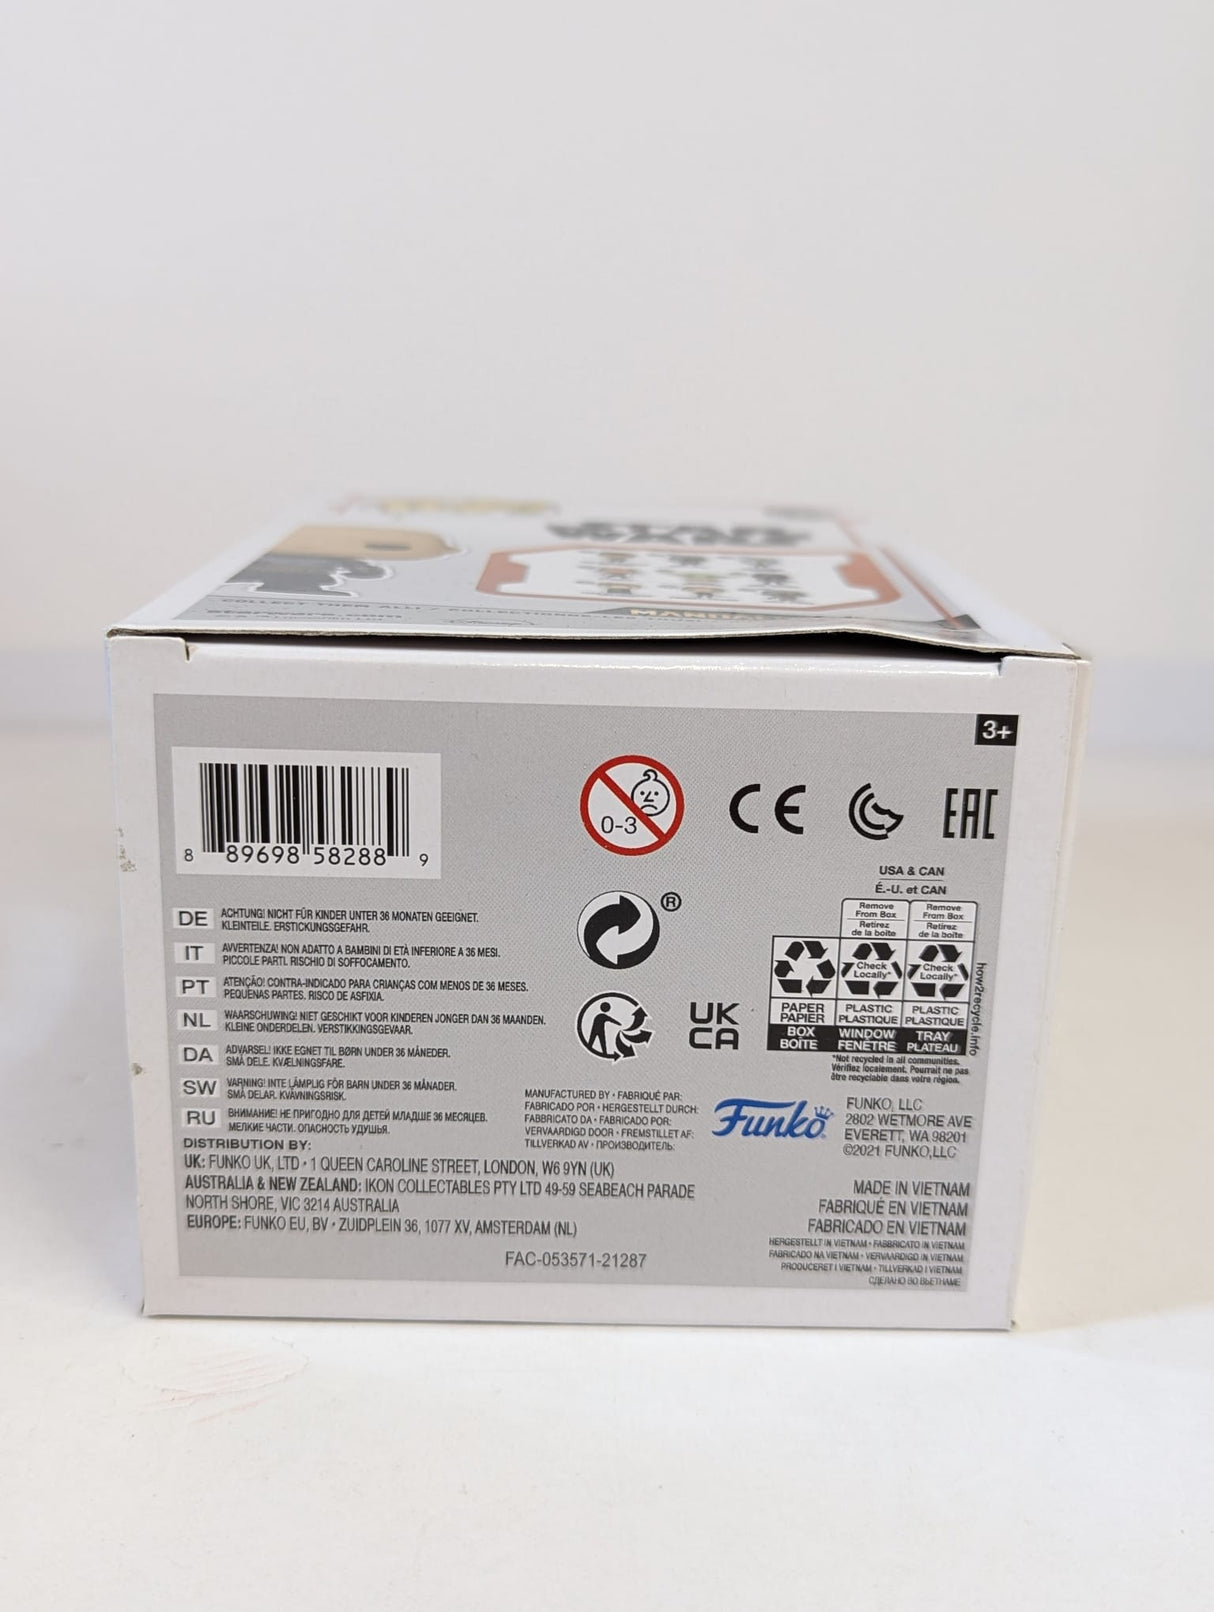 STAR WARS
COLLECT THEM ALL! /
starwars.com
3+
8 89698 58288 9
0-3
CE
EAC
USA & CAN
É.-U. et CAN
Remove From Box
Retirez de la boîte
Remove From Box
Retirez de la boîte
®
Check Locally*
Check Locally*
how2recycle.info
PAPER
PAPIER
BOX
BOÎTE
PLASTIC
PLASTIQUE
WINDOW
FENÊTRE
PLASTIC
PLASTIQUE
TRAY
PLATEAU
*Not recycled in all communities.
Vérifiez localement. Pourrait ne pas
être recyclable dans votre région.
UK
CA
DE ACHTUNG! NICHT FÜR KINDER UNTER 36 MONATEN GEEIGNET.
KLEINTEILE. ERSTICKUNGSGEFAHR.
IT AVVERTENZA! NON ADATTO A BAMBINI DI ETÀ INFERIORE A 36 MESI.
PICCOLE PARTI. RISCHIO DI SOFFOCAMENTO.
PT ATENÇÃO! CONTRA-INDICADO PARA CRIANÇAS COM MENOS DE 36 MESES.
PEQUENAS PARTES. RISCO DE ASFIXIA.
NL WAARSCHUWING! NIET GESCHIKT VOOR KINDEREN JONGER DAN 36 MAANDEN.
KLEINE ONDERDELEN. VERSTIKKINGSGEVAAR.
DA ADVARSEL! IKKE EGNET TIL BØRN UNDER 36 MÅNEDER.
SMÅ DELE. KVÆLNINGSFARE.
SW VARNING! INTE LÄMPLIG FÖR BARN UNDER 36 MÅNADER.
SMÅ DELAR. KVÄVNINGSRISK.
RU ВНИМАНИЕ! НЕ ПРИГОДНО ДЛЯ ДЕТЕЙ МЛАДШЕ 36 МЕСЯЦЕВ.
МЕЛКИЕ ЧАСТИ. ОПАСНОСТЬ УДУШЬЯ.
MANUFACTURED BY • FABRIQUÉ PAR:
FABRICADO POR • HERGESTELLT DURCH:
FABBRICATO DA • FABRICADO POR:
VERVAARDIGD DOOR • FREMSTILLET AF:
TILLVERKAD AV • ПРОИЗВОДИТЕЛЬ:
Funko
FUNKO, LLC
2802 WETMORE AVE
EVERETT, WA 98201
©2021 FUNKO,LLC
DISTRIBUTION BY:
UK: FUNKO UK, LTD • 1 QUEEN CAROLINE STREET, LONDON, W6 9YN (UK)
AUSTRALIA & NEW ZEALAND: IKON COLLECTABLES PTY LTD 49-59 SEABEACH PARADE
NORTH SHORE, VIC 3214 AUSTRALIA
EUROPE: FUNKO EU, BV • ZUIDPLEIN 36, 1077 XV, AMSTERDAM (NL)
FAC-053571-21287
MADE IN VIETNAM
FABRIQUÉ EN VIETNAM
FABRICADO EN VIETNAM
HERGESTELLT IN VIETNAM • FABBRICATO IN VIETNAM
FABRICADO NA VIETNAM • VERVAARDIGD IN VIETNAM
PRODUCERET I VIETNAM • TILLVERKAD I VIETNAM
СДЕЛАНО ВО ВЬЕТНАМЕ